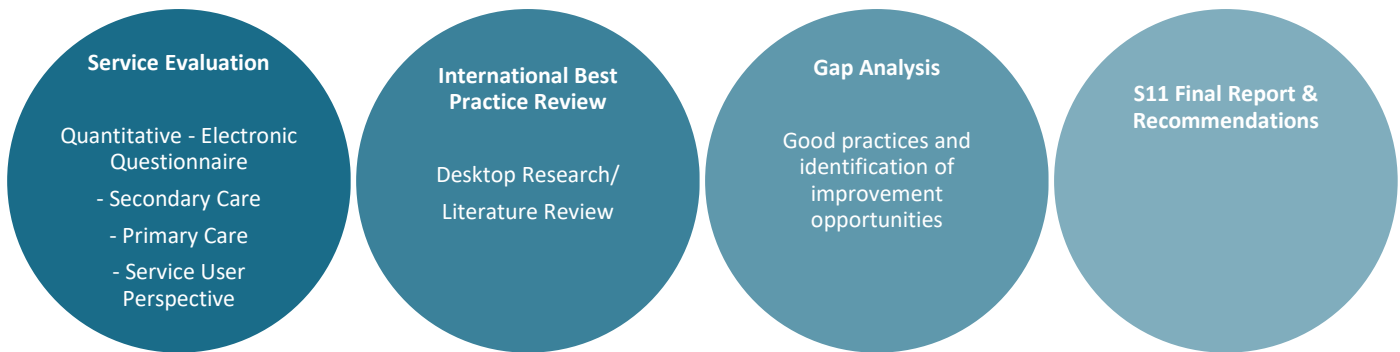 Service Evaluation
Quantitative - Electronic
Questionnaire
- Secondary Care
- Primary Care
- Service User
Perspective
International Best
Practice Review
Desktop Research/
Literature Review
Gap Analysis
Good practices and
identification of
improvement
opportunities
S11 Final Report &
Recommendations